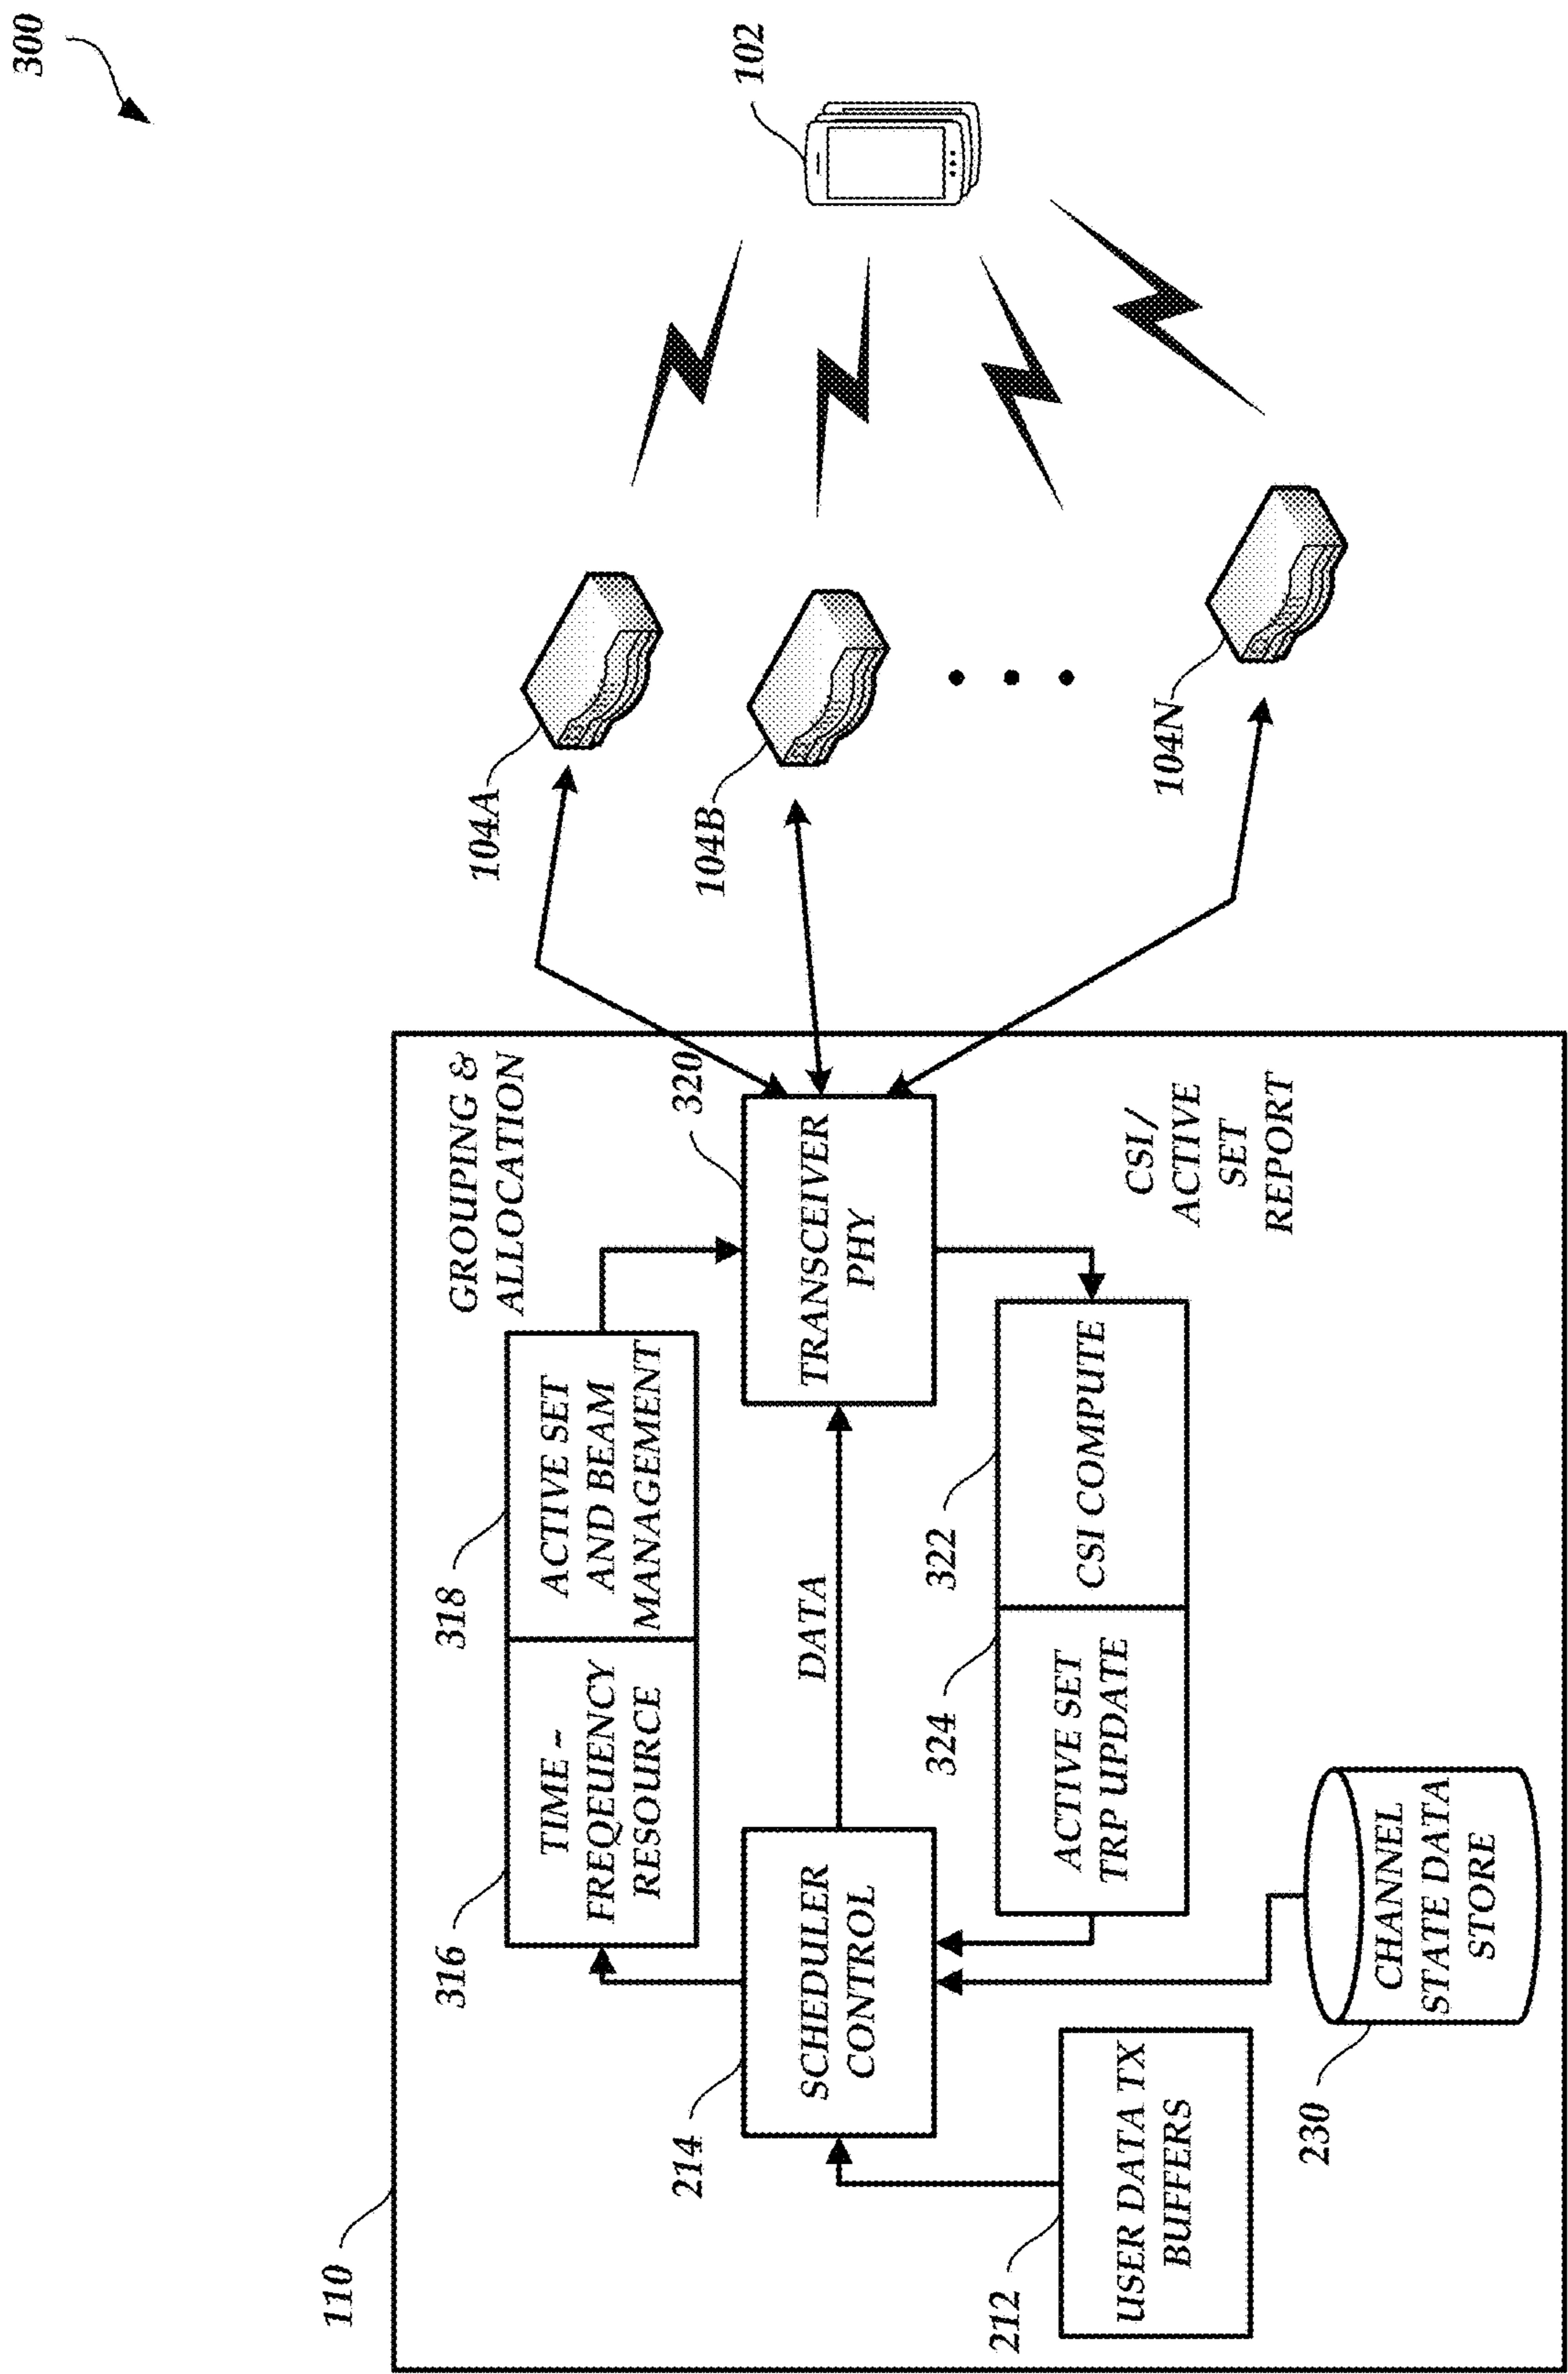 300
110
GROUPING &
ALLOCATION
316
318
TIME –
FREQEUENCY
RESOURCE
ACTIVE SET
AND BEAM
MANAGEMENT
214
SCHEDULER
CONTROL
DATA
320
TRANSCEIVER
PHY
212
USER DATA TX
BUFFERS
324
322
ACTIVE SET
TRP UPDATE
CSI COMPUTE
CSI /
ACTIVE
SET
REPORT
230
CHANNEL
STATE DATA
STORE
104A
104B
104N
102